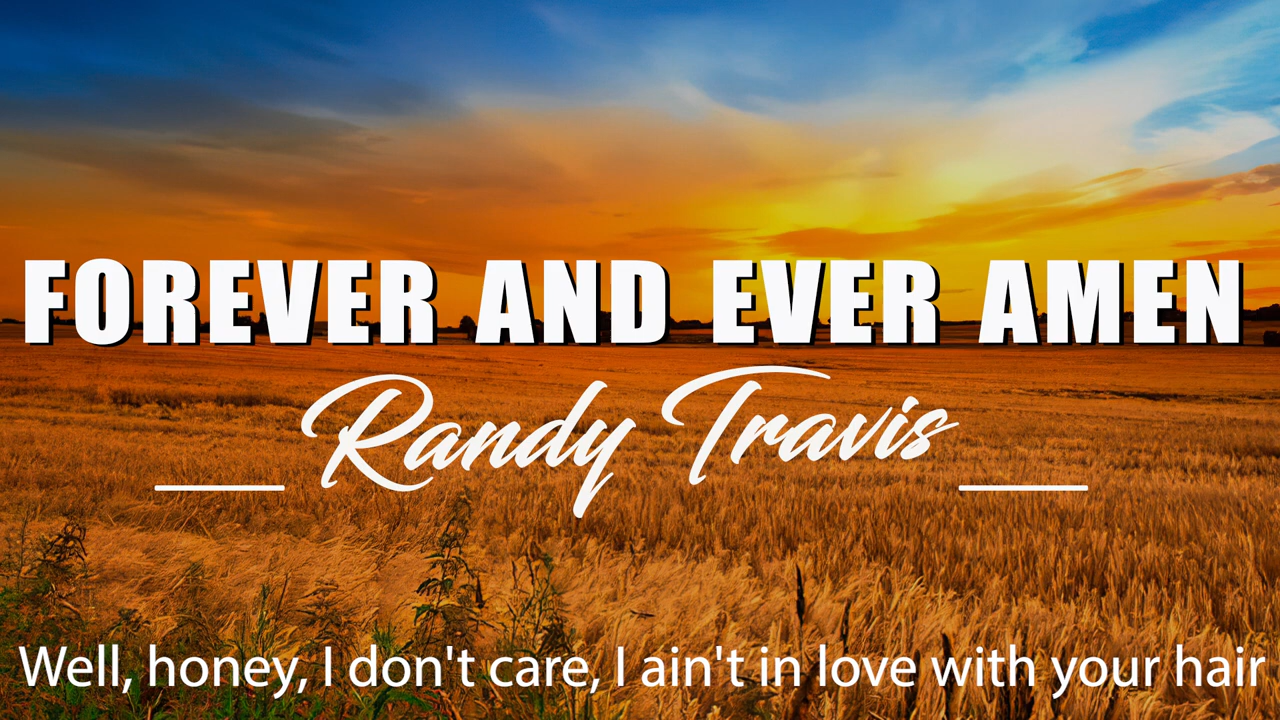 FOREVER AND EVER AMEN
Randy Travis
Well, honey, I don't care, I ain't in love with your hair